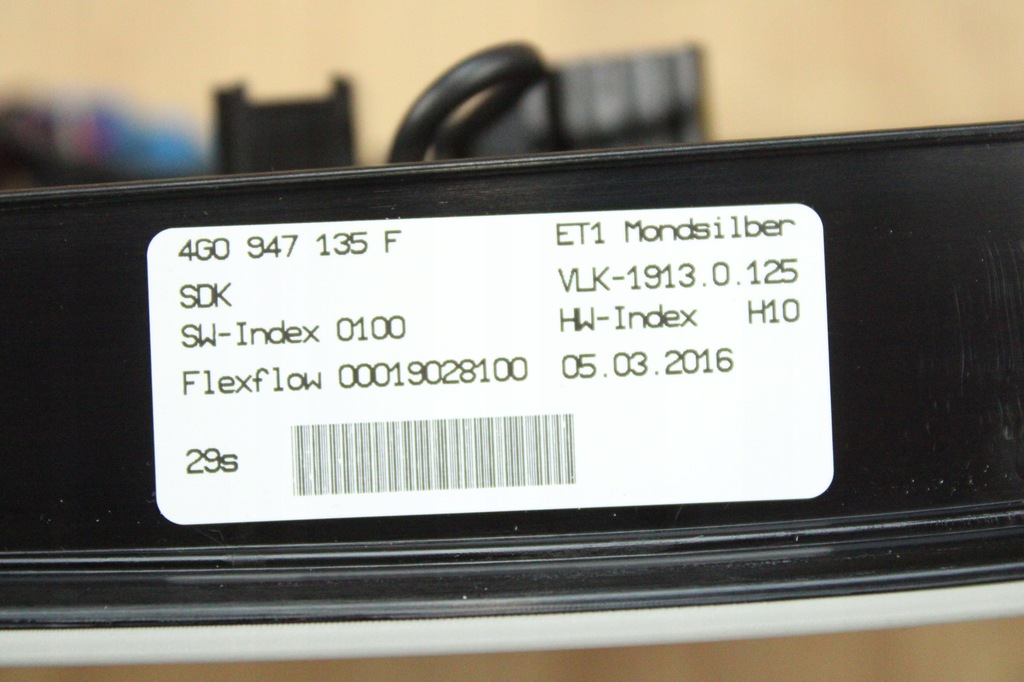 4G0 947 135 F ET1 Mondsilber
SDK VLK-1913.0.125
SW-Index 0100 HW-Index H10
Flexflow 00019028100 05.03.2016
29s